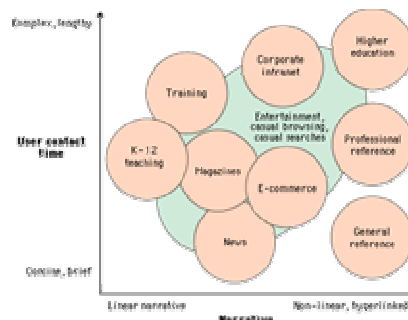 Complex, lengthy
User contact
time
Concise, brief
Higher
education
Corporate
intranet
Training
Entertainment,
casual browsing,
casual searches
Professional
reference
K-12
teaching
Magazines
E-commerce
General
reference
News
Linear narrative
Non-linear, hyperlinked
Narrative